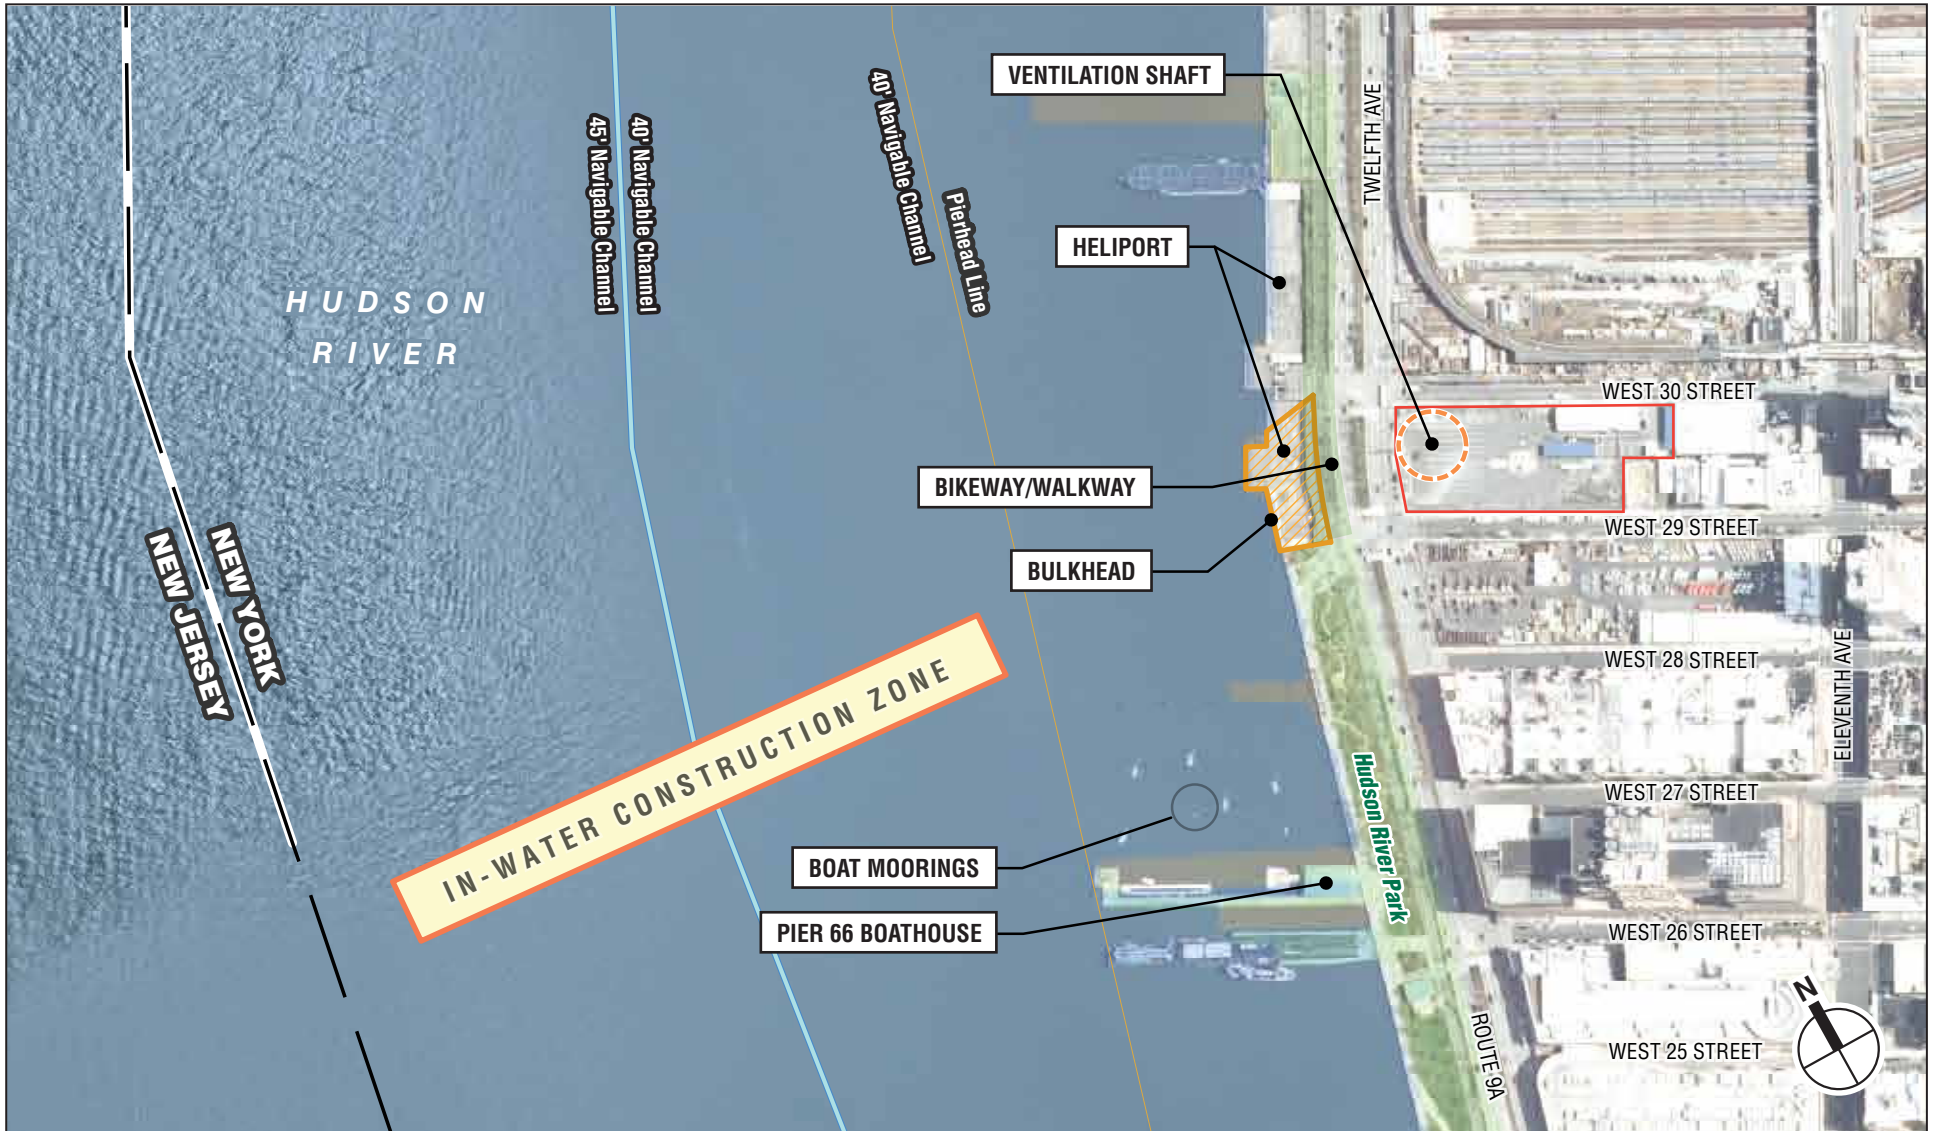 VENTILATION SHAFT
TWELFTH AVE
45' Navigable Channel
40' Navigable Channel
40' Navigable Channel
Pierhead Line
HELIPORT
HUDSON
RIVER
WEST 30 STREET
BIKEWAY/WALKWAY
WEST 29 STREET
BULKHEAD
NEW YORK
NEW JERSEY
WEST 28 STREET
ELEVENTH AVE
IN-WATER CONSTRUCTION ZONE
WEST 27 STREET
Hudson River Park
BOAT MOORINGS
PIER 66 BOATHOUSE
WEST 26 STREET
N
ROUTE 9A
WEST 25 STREET